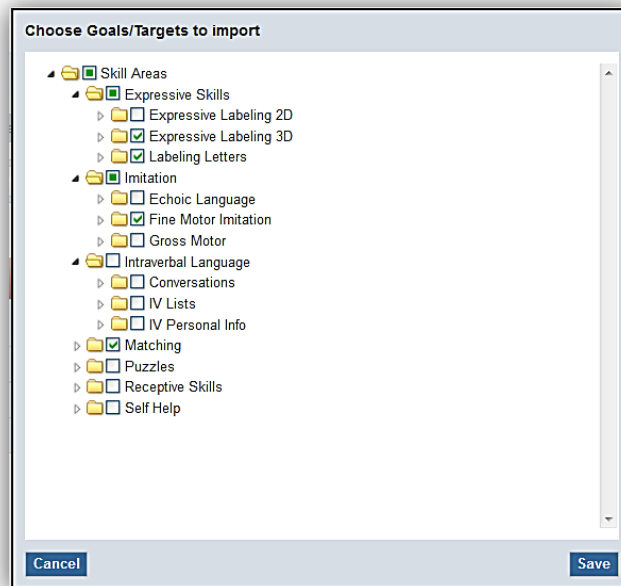 Choose Goals/Targets to import
Skill Areas
Expressive Skills
Expressive Labeling 2D
Expressive Labeling 3D
Labeling Letters
Imitation
Echoic Language
Fine Motor Imitation
Gross Motor
Intraverbal Language
Conversations
IV Lists
IV Personal Info
Matching
Puzzles
Receptive Skills
Self Help
Cancel Save